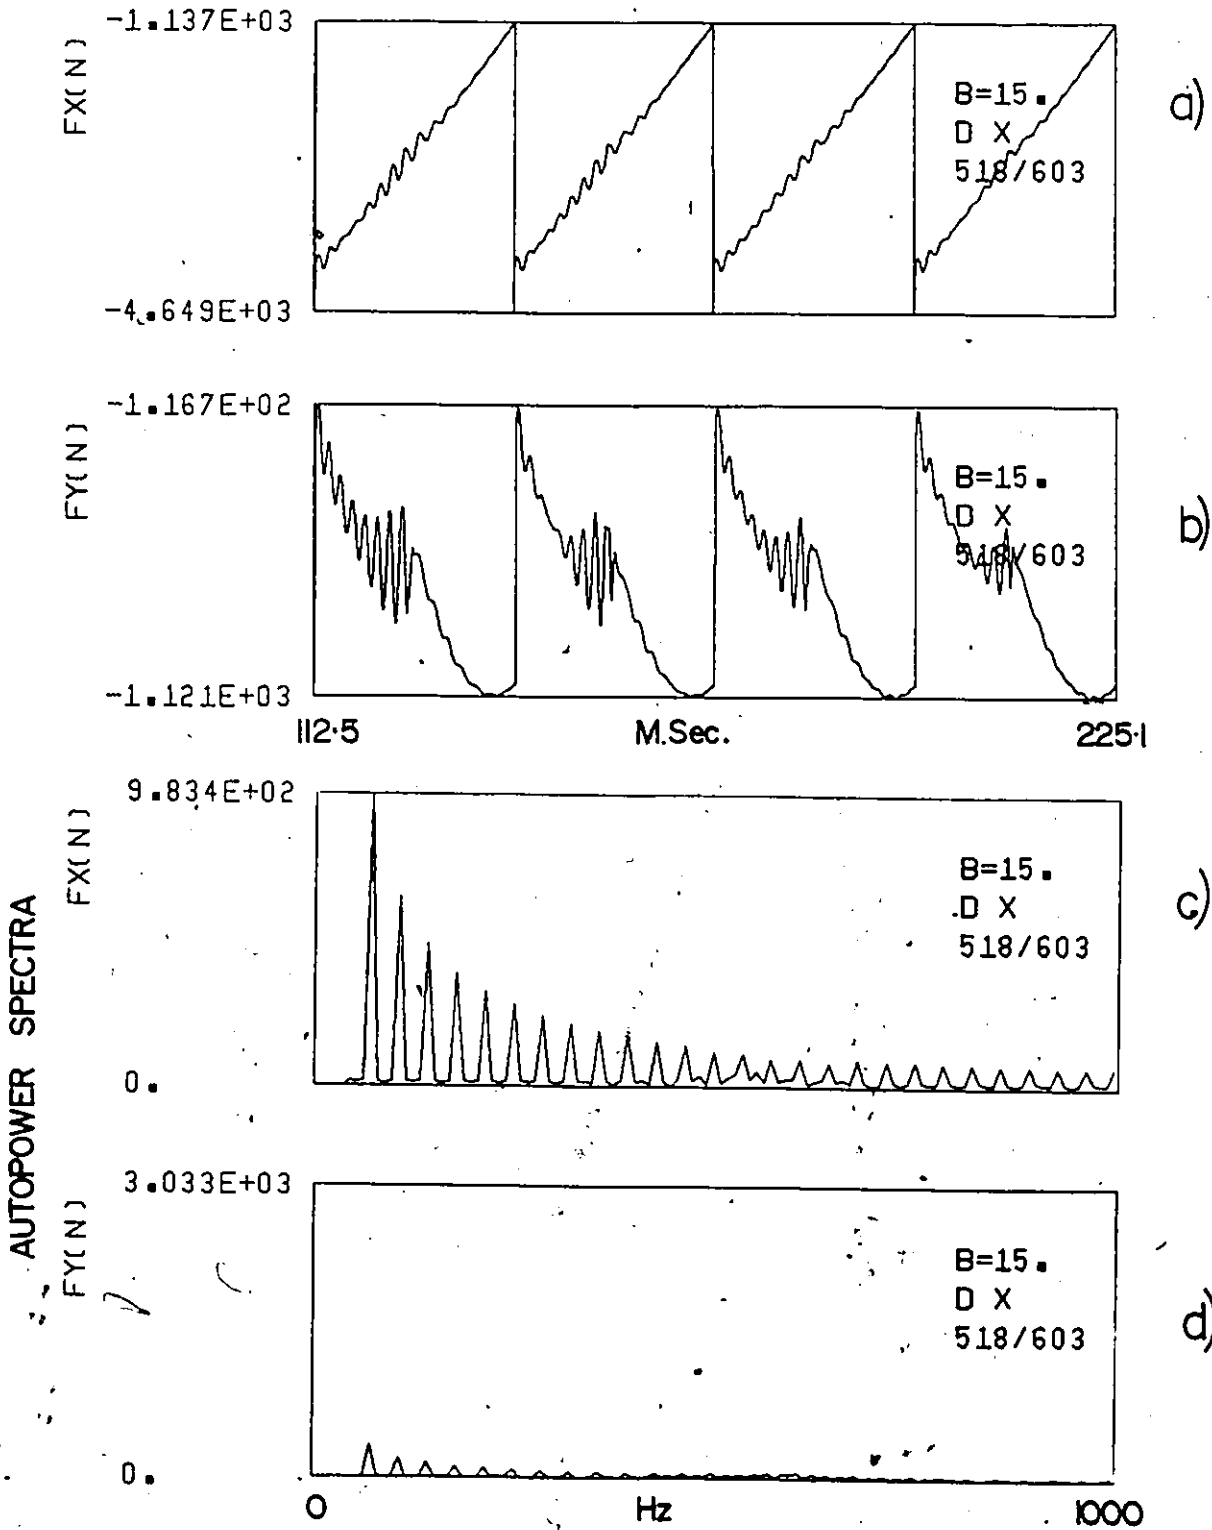 -1.137E+03
FX(N)
B=15.
D X
518/603
a)
-4.649E+03
-1.167E+02
FY(N)
B=15.
D X
518/603
b)
-1.121E+03
112·5
M.Sec.
225·1
9.834E+02
FX(N)
B=15.
D X
518/603
c)
0.
AUTOPOWER SPECTRA
3.033E+03
FY(N)
B=15.
D X
518/603
d)
0.
0
Hz
1000